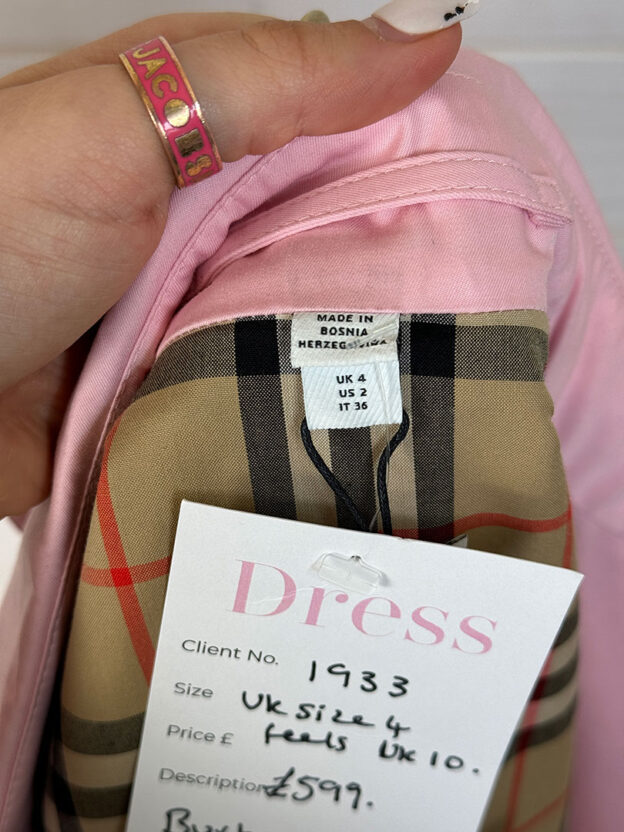 JACOBS
MADE IN
BOSNIA
UK 4
US 2
IT 36
Dress
Client No. 1933
Size UK size 4
feels UK 10.
Price £
Description £599.